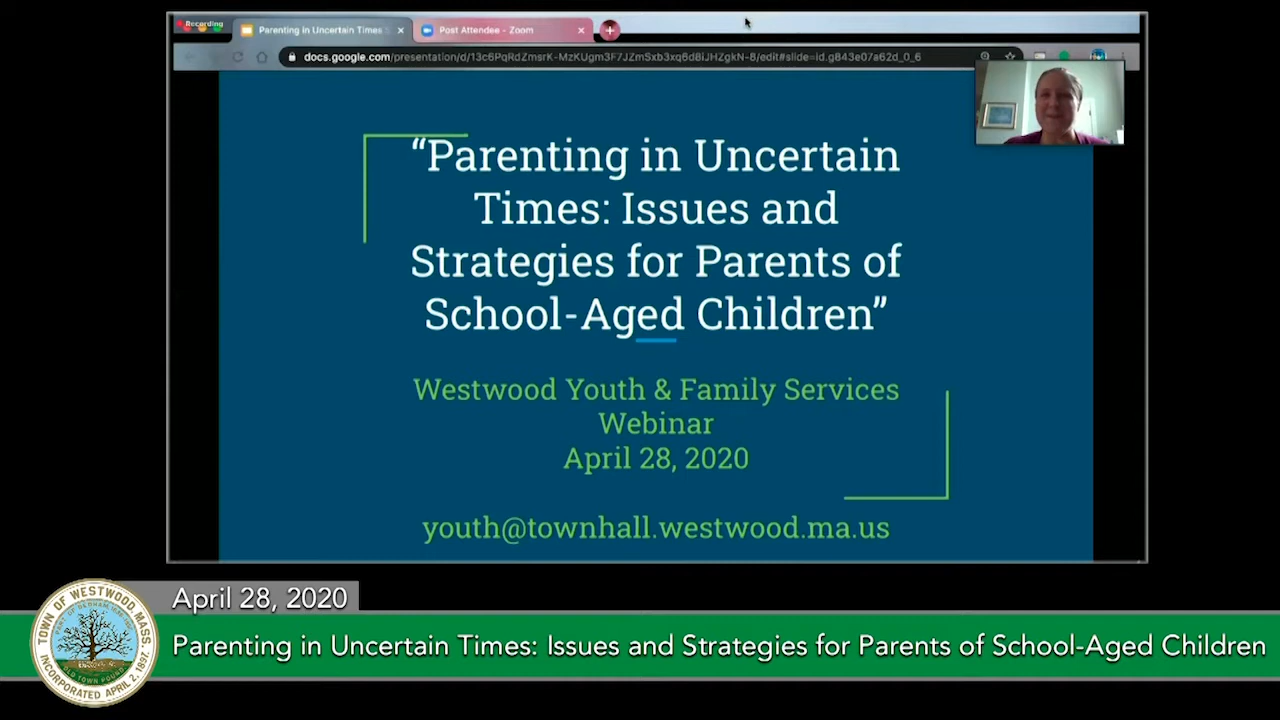 Recording
Parenting in Uncertain Times
Post Attendee - Zoom
docs.google.com/presentation/d/13c6PqRdZmsrK-MzKUgm3F7JZmSxb3xq6d8iJHZgkN-8/edit#slide=id.g843e07a62d_0_6
“Parenting in Uncertain
Times: Issues and
Strategies for Parents of
School-Aged Children”
Westwood Youth & Family Services
Webinar
April 28, 2020
youth@townhall.westwood.ma.us
April 28, 2020
Parenting in Uncertain Times: Issues and Strategies for Parents of School-Aged Children
TOWN OF WESTWOOD, MASS
INCORPORATED APRIL 2, 1897